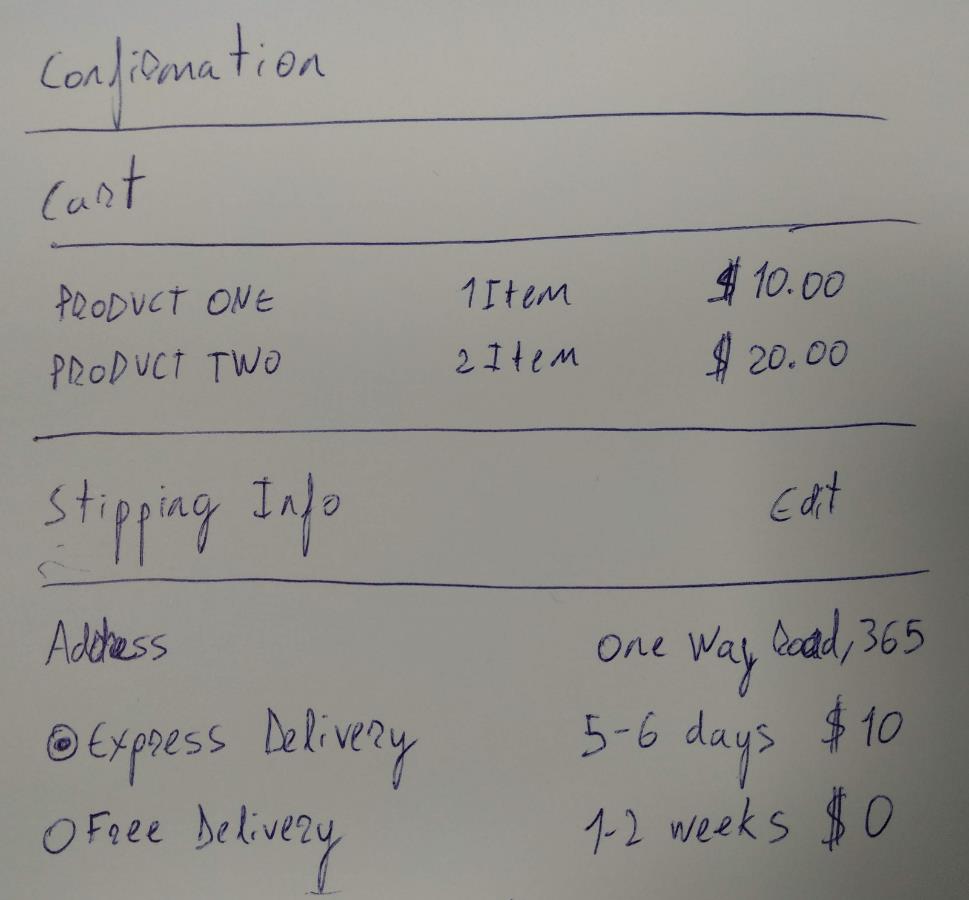 Confirmation
Cart
PRODUCT ONE 1 Item $ 10.00
PRODUCT TWO 2 Item $ 20.00
Stipping Info Edit
Address One Way Road, 365
Express Delivery 5-6 days $ 10
Free Delivery 1-2 weeks $ 0